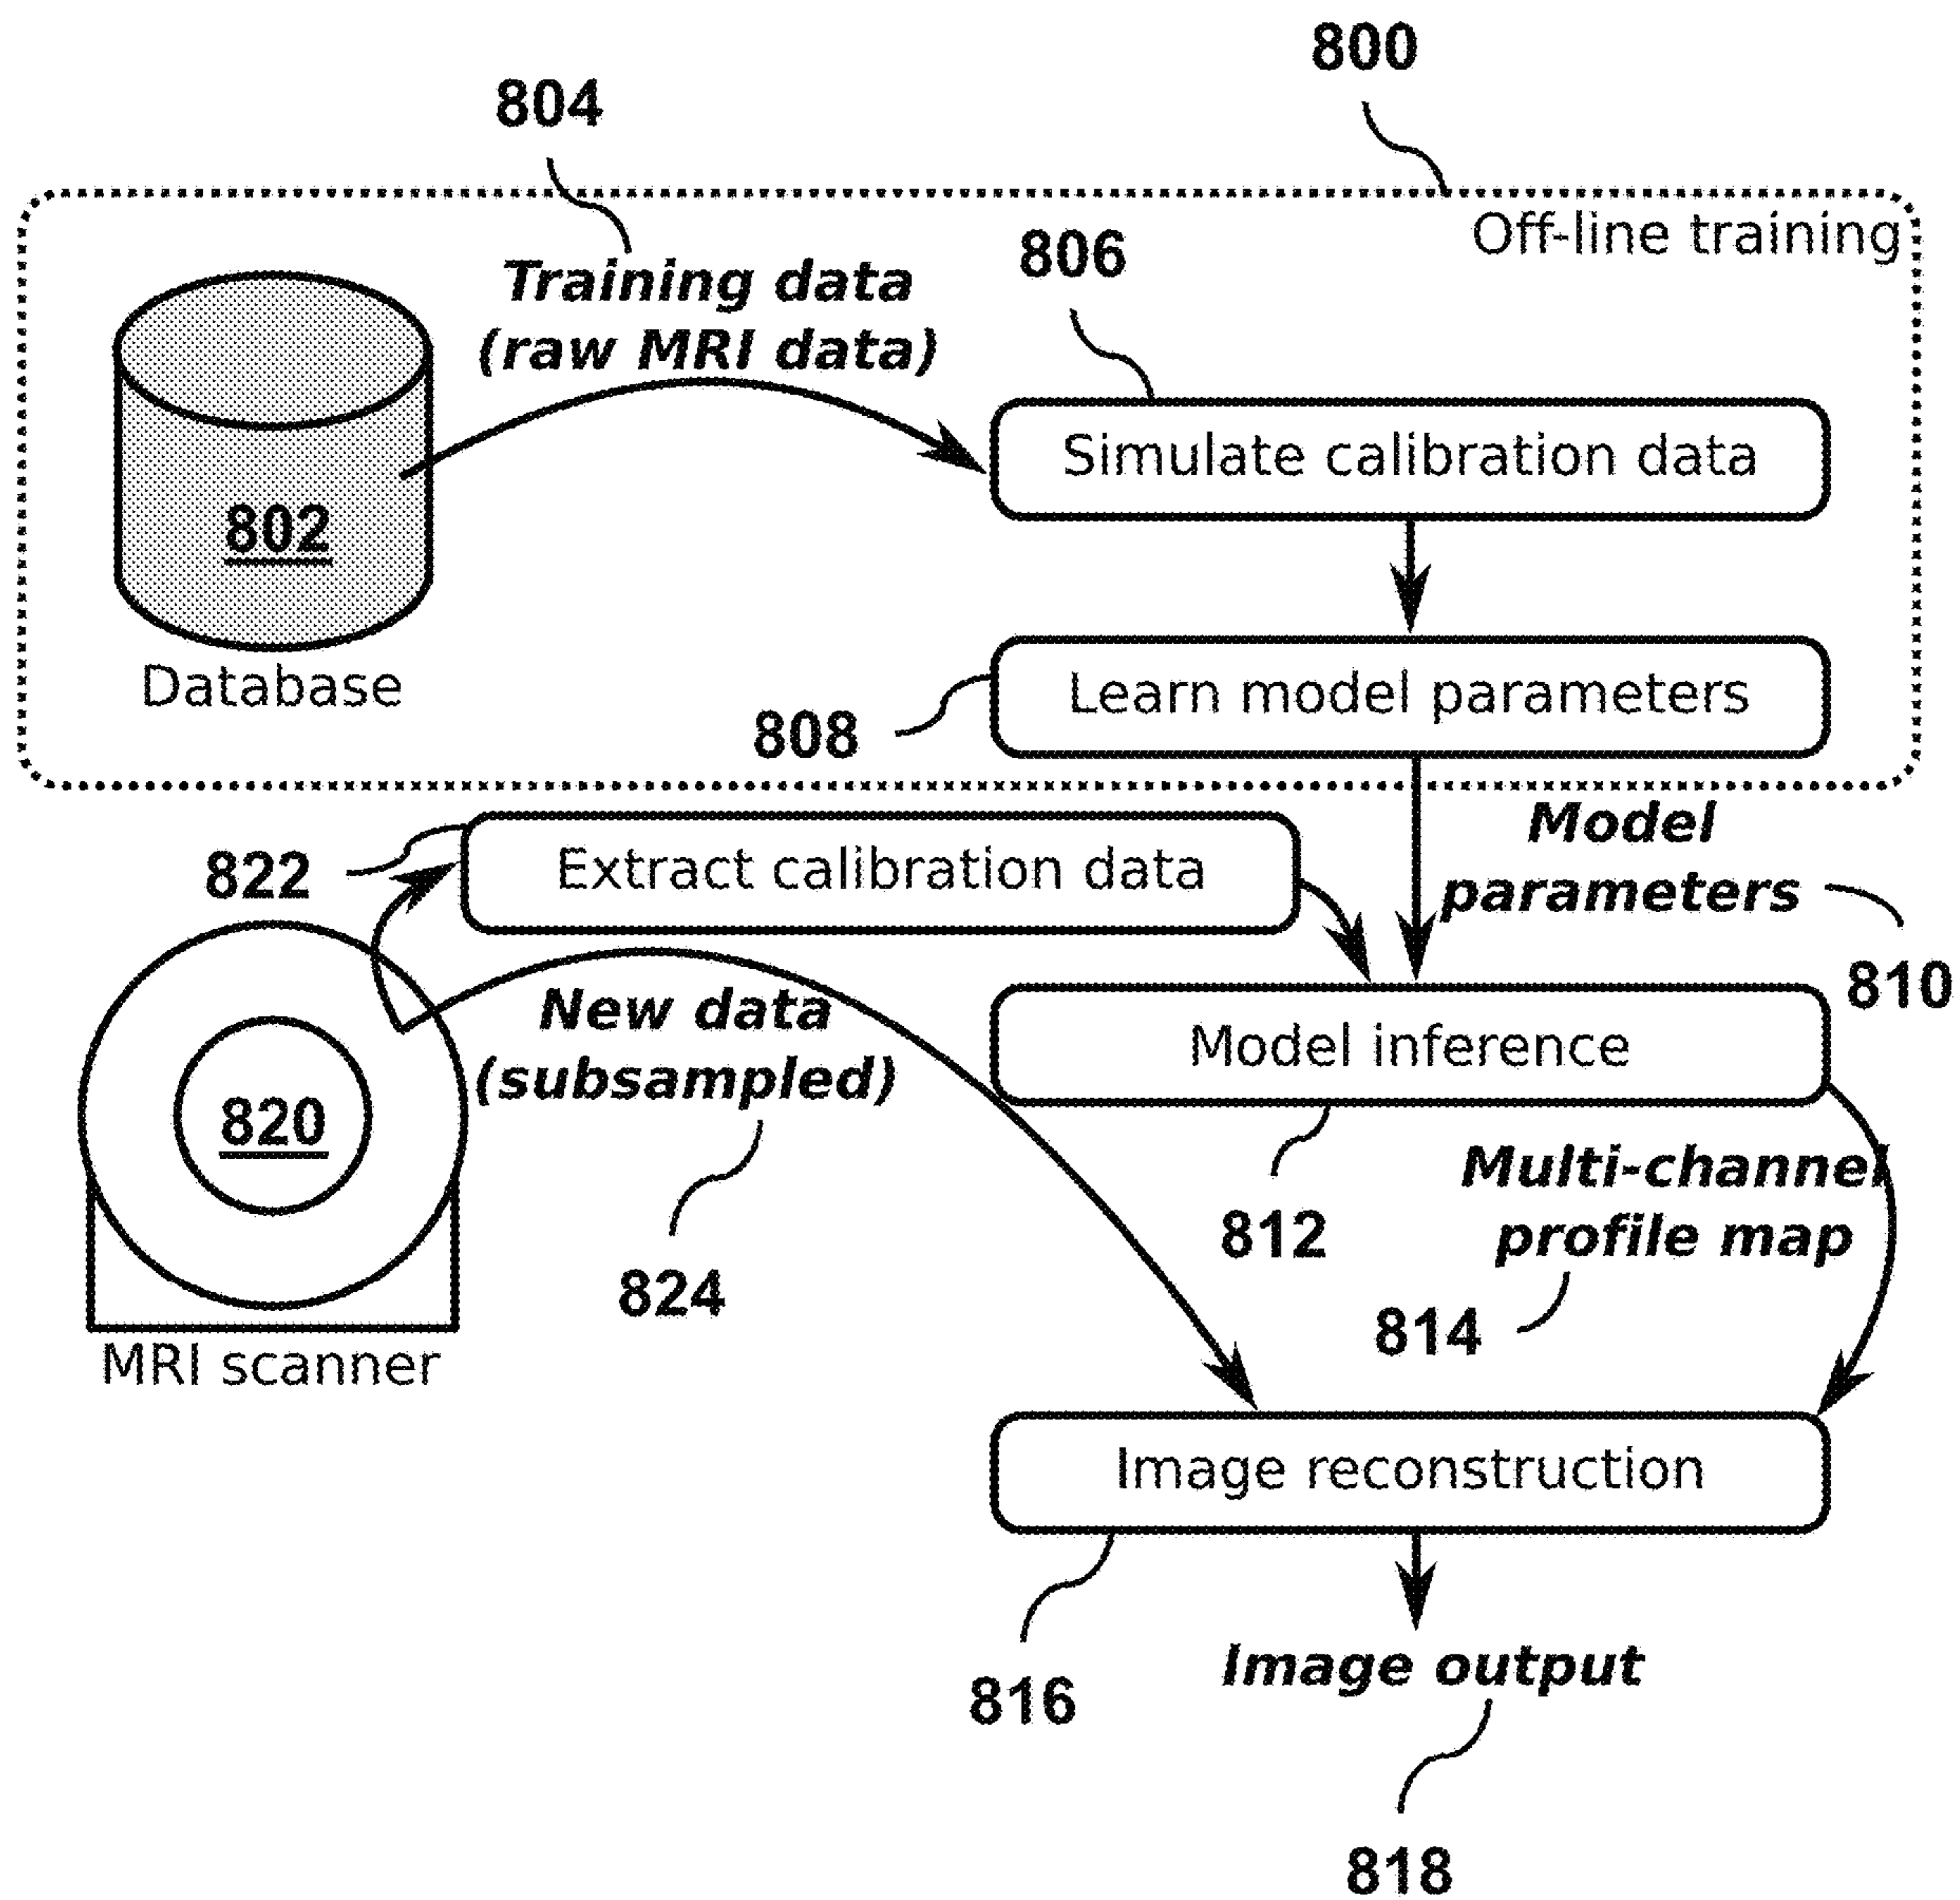 800
804
Off-line training
806
Training data
(raw MRI data)
Simulate calibration data
802
Database
Learn model parameters
808
Model
parameters
Extract calibration data
822
810
New data
(subsampled)
Model inference
820
Multi-channel
profile map
812
824
814
MRI scanner
Image reconstruction
Image output
816
818